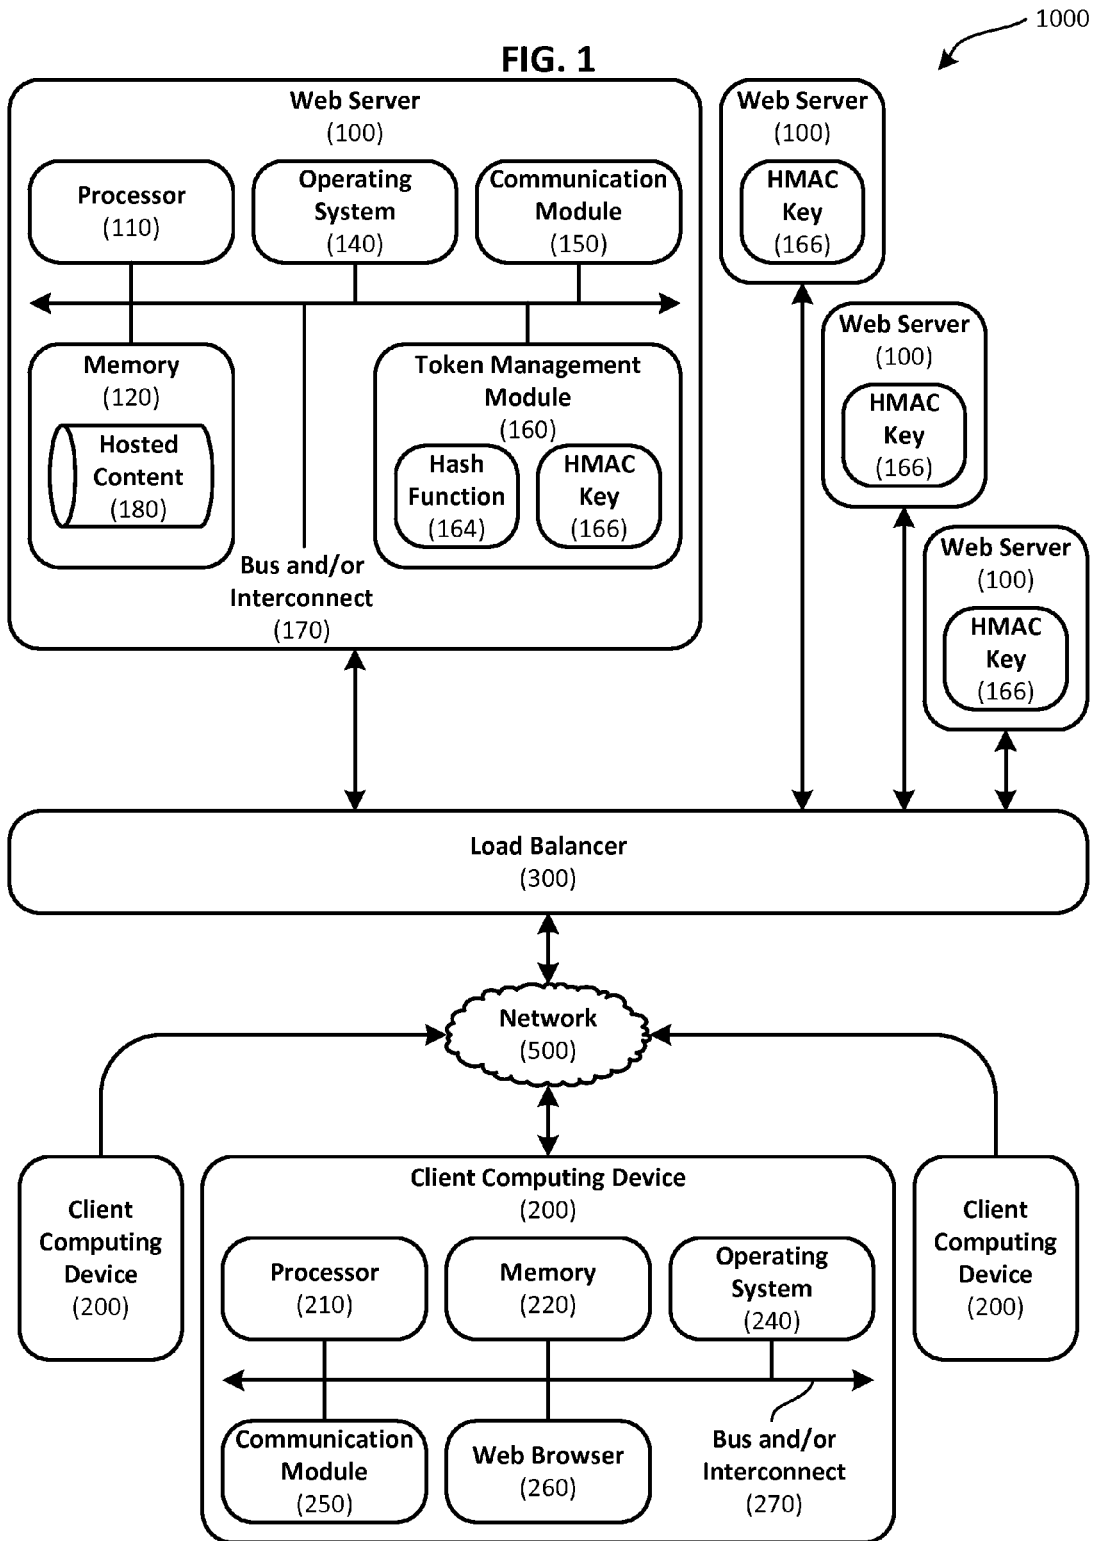 1000
FIG. 1
Web Server
(100)
Processor
(110)
Operating
System
(140)
Communication
Module
(150)
Memory
(120)
Hosted
Content
(180)
Token Management
Module
(160)
Hash
Function
(164)
HMAC
Key
(166)
Bus and/or
Interconnect
(170)
Web Server
(100)
HMAC
Key
(166)
Web Server
(100)
HMAC
Key
(166)
Web Server
(100)
HMAC
Key
(166)
Load Balancer
(300)
Network
(500)
Client
Computing
Device
(200)
Client Computing Device
(200)
Processor
(210)
Memory
(220)
Operating
System
(240)
Communication
Module
(250)
Web Browser
(260)
Bus and/or
Interconnect
(270)
Client
Computing
Device
(200)